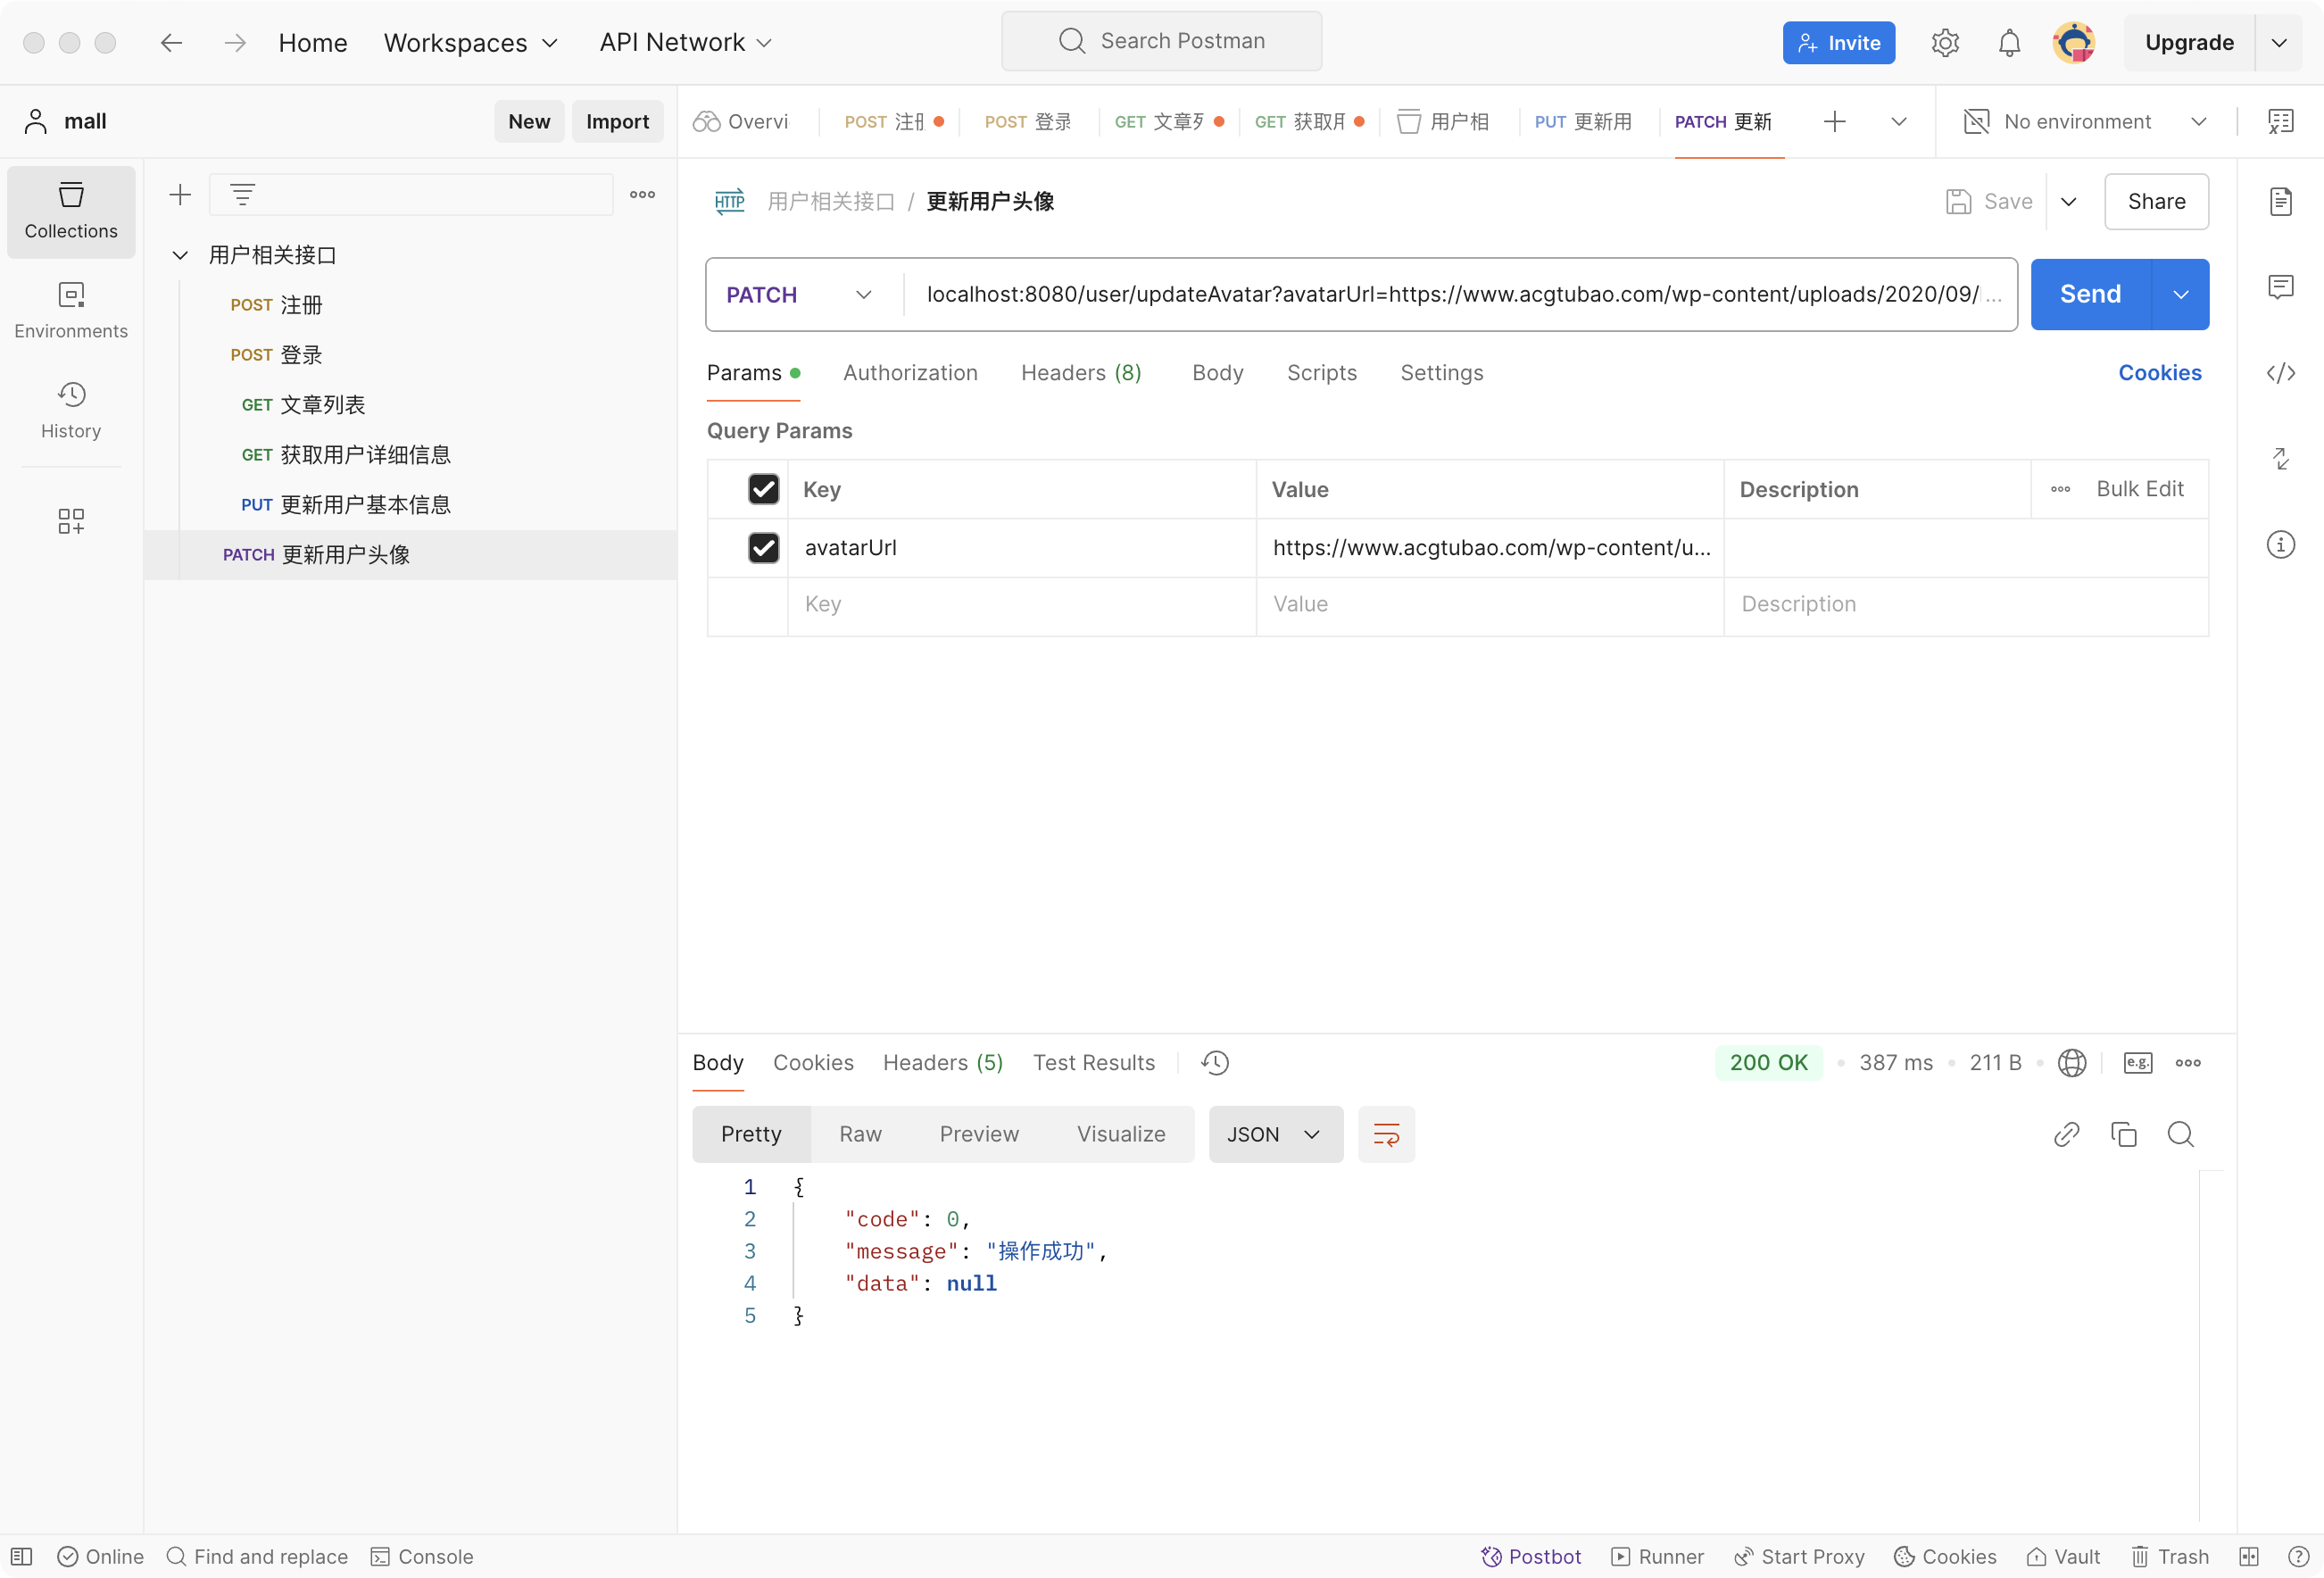 Home Workspaces API Network Search Postman Invite Upgrade
mall New Import
Overvi POST 注册 POST 登录 GET 文章列 GET 获取用 用户相 PUT 更新用 PATCH 更新 No environment
Collections
Environments
History
用户相关接口
POST 注册
POST 登录
GET 文章列表
GET 获取用户详细信息
PUT 更新用户基本信息
PATCH 更新用户头像
HTTP 用户相关接口 / 更新用户头像 Save Share
PATCH localhost:8080/user/updateAvatar?avatarUrl=https://www.acgtubao.com/wp-content/uploads/2020/09/... Send
Params Authorization Headers (8) Body Scripts Settings Cookies
Query Params
Key Value Description Bulk Edit
avatarUrl https://www.acgtubao.com/wp-content/u...
Key Value Description
Body Cookies Headers (5) Test Results 200 OK 387 ms 211 B e.g.
Pretty Raw Preview Visualize JSON
1 {
2 "code": 0,
3 "message": "操作成功",
4 "data": null
5 }
Online Find and replace Console Postbot Runner Start Proxy Cookies Vault Trash